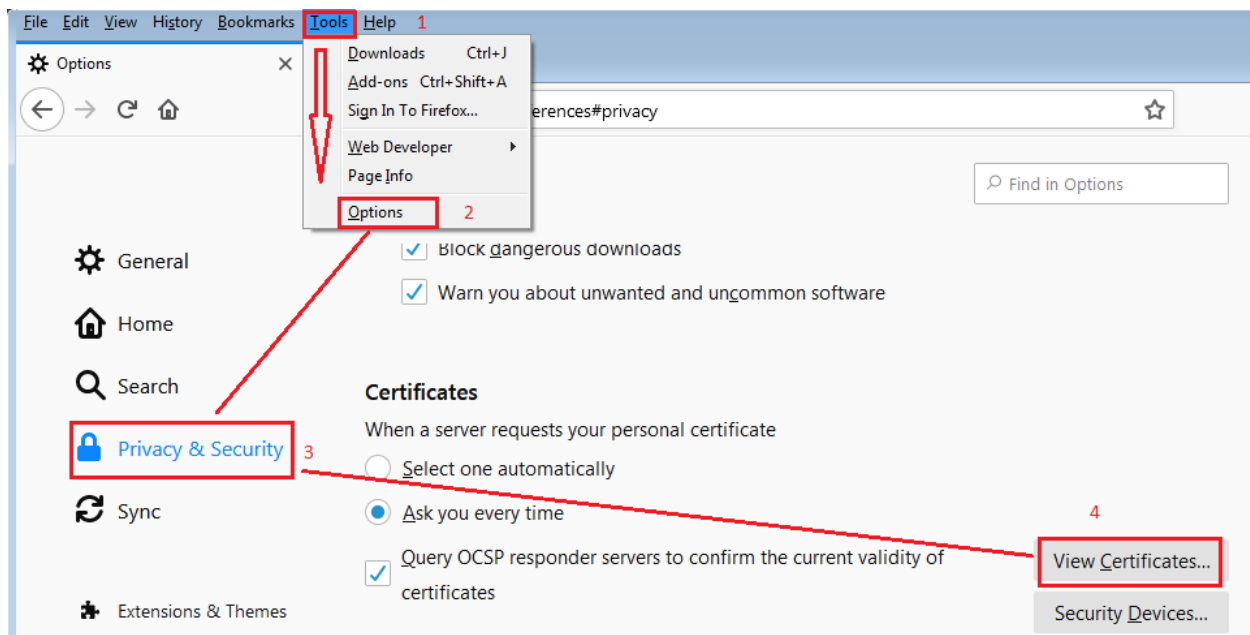 File Edit View History Bookmarks Tools Help 1
Options
Downloads Ctrl+J
Add-ons Ctrl+Shift+A
Sign In To Firefox...
erences#privacy
Web Developer
Page Info
Options 2
Find in Options
General
Home
Search
Privacy & Security 3
Sync
Extensions & Themes
Block dangerous downloads
Warn you about unwanted and uncommon software
Certificates
When a server requests your personal certificate
Select one automatically
Ask you every time
Query OCSP responder servers to confirm the current validity of
certificates
4
View Certificates...
Security Devices...